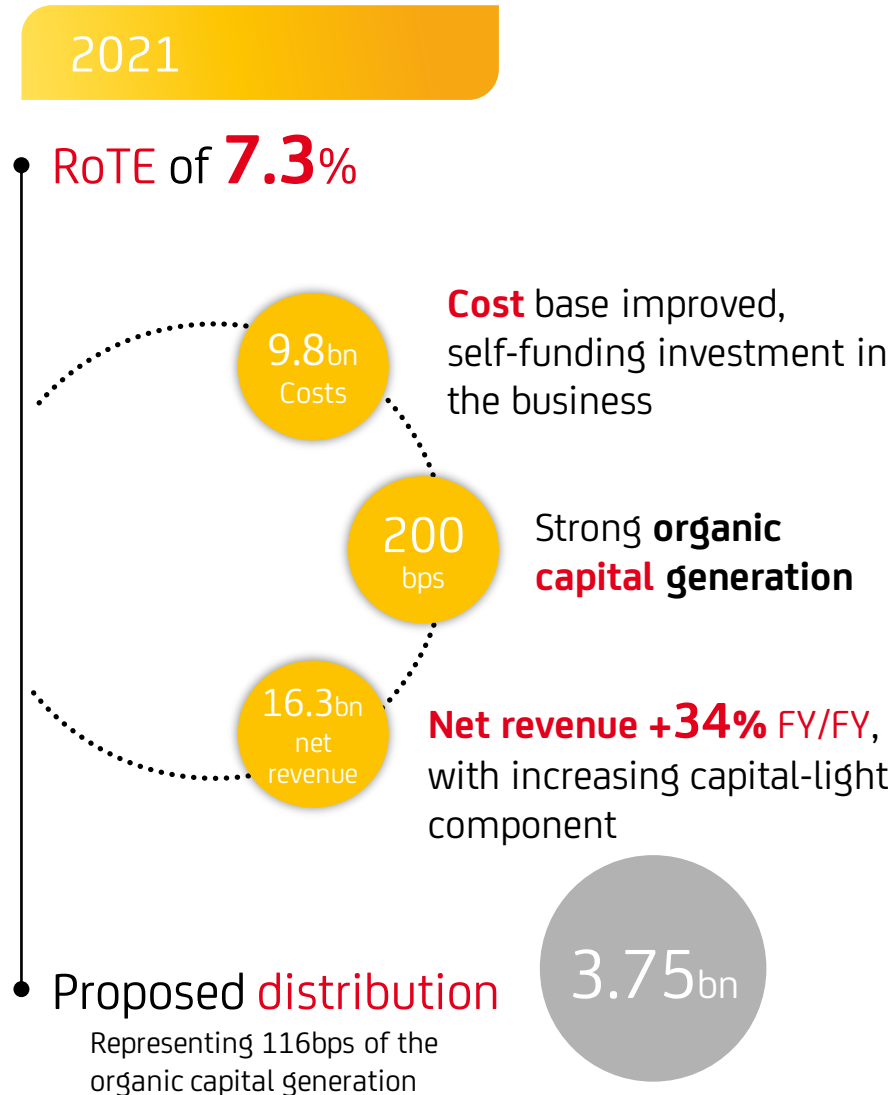 2021
RoTE of 7.3%
9.8bn
Costs
Cost base improved,
self-funding investment in
the business
200
bps
Strong organic
capital generation
16.3bn
net
revenue
Net revenue +34% FY/FY,
with increasing capital-light
component
Proposed distribution
3.75bn
Representing 116bps of the
organic capital generation